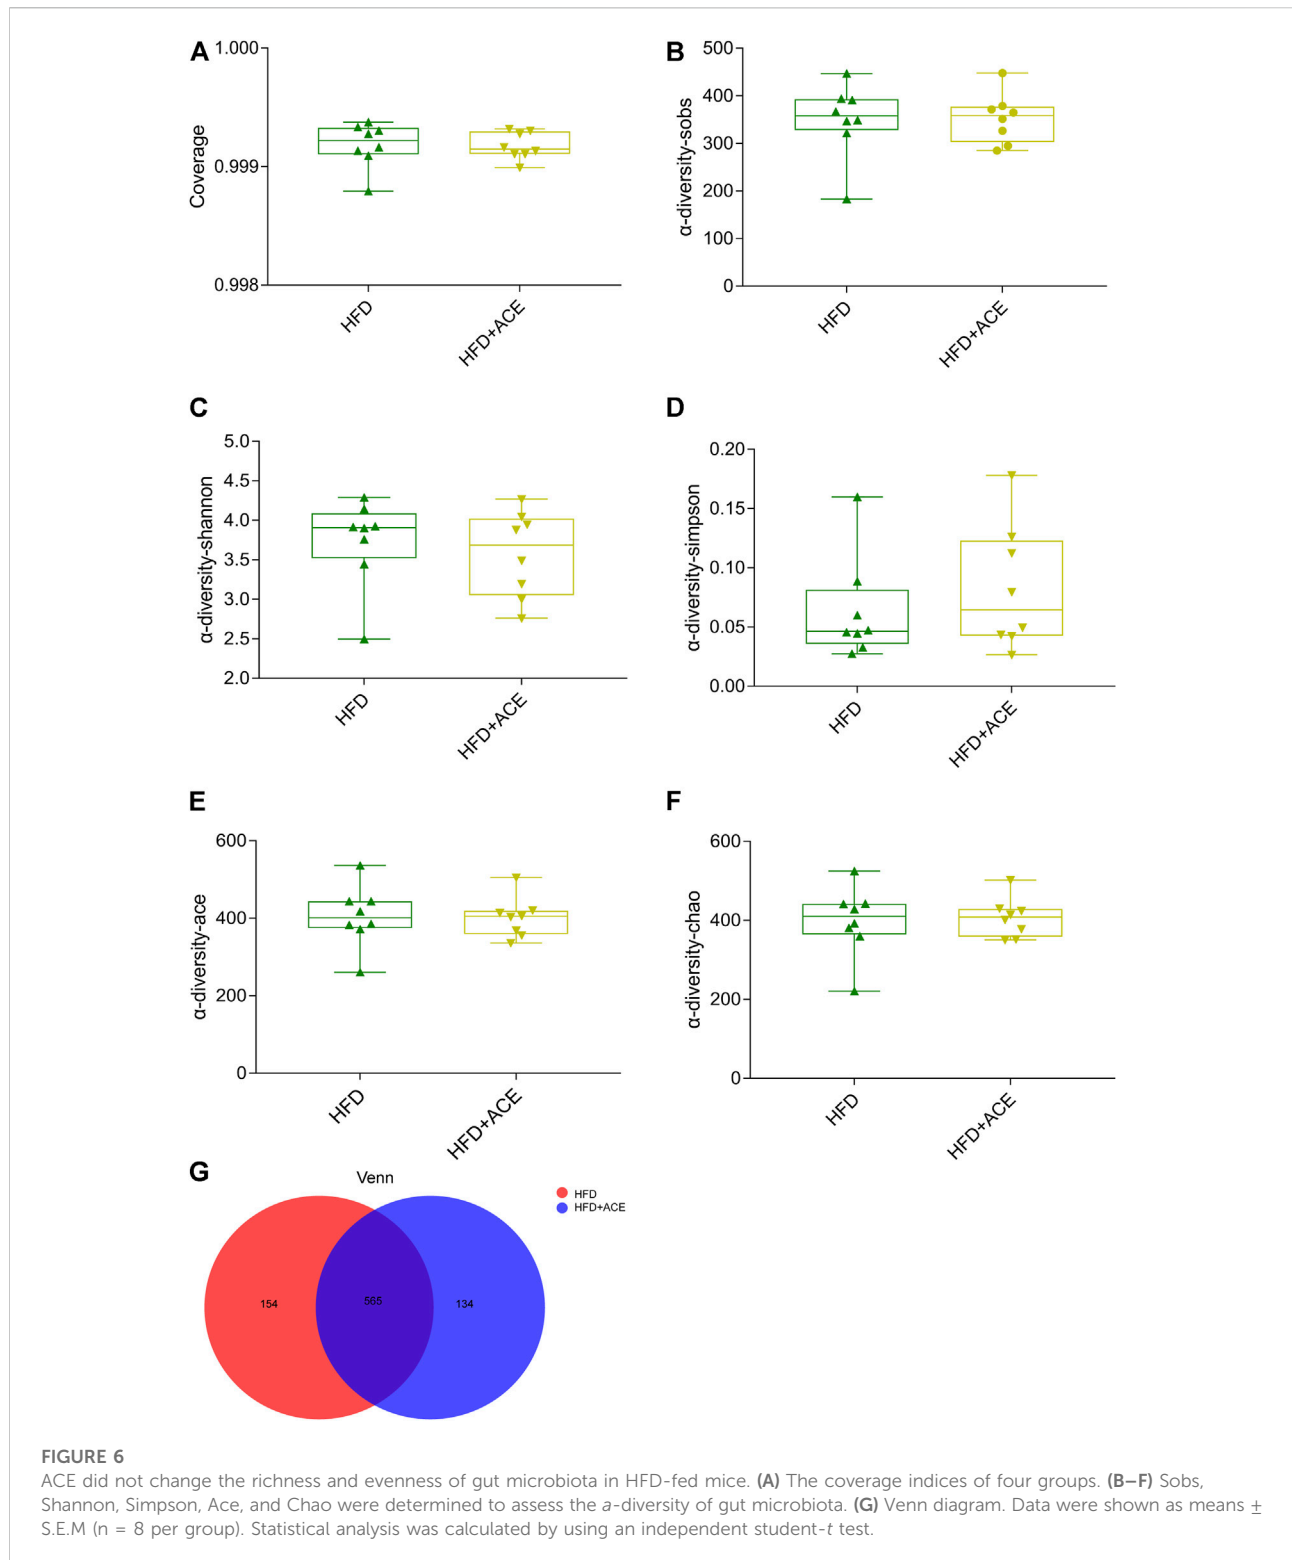 A
1.000
0.999
0.998
Coverage
HFD
HFD+ACE
B
500
400
300
200
100
0
α-diversity-sobs
HFD
HFD+ACE
C
5.0
4.5
4.0
3.5
3.0
2.5
2.0
α-diversity-shannon
HFD
HFD+ACE
D
0.20
0.15
0.10
0.05
0.00
α-diversity-simpson
HFD
HFD+ACE
E
600
400
200
0
α-diversity-ace
HFD
HFD+ACE
F
600
400
200
0
α-diversity-chao
HFD
HFD+ACE
G
Venn
HFD
HFD+ACE
154
565
134
FIGURE 6
ACE did not change the richness and evenness of gut microbiota in HFD-fed mice. (A) The coverage indices of four groups. (B–F) Sobs,
Shannon, Simpson, Ace, and Chao were determined to assess the a-diversity of gut microbiota. (G) Venn diagram. Data were shown as means ±
S.E.M (n = 8 per group). Statistical analysis was calculated by using an independent student-t test.